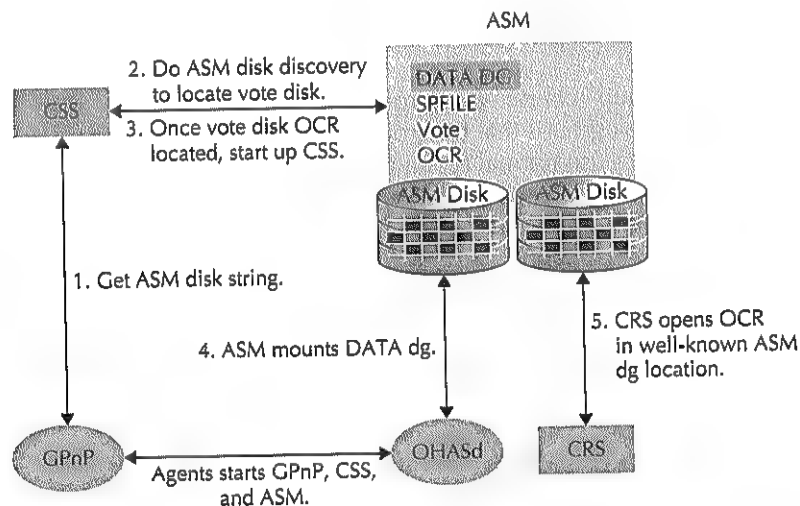 ASM
2. Do ASM disk discovery
to locate vote disk.
3. Once vote disk OCR
located, start up CSS.
CSS
DATA DG
SPFILE
Vote
OCR
ASM Disk
ASM Disk
1. Get ASM disk string.
4. ASM mounts DATA dg.
5. CRS opens OCR
in well-known ASM
dg location.
GPnP
OHASd
CRS
Agents starts GPnP, CSS,
and ASM.